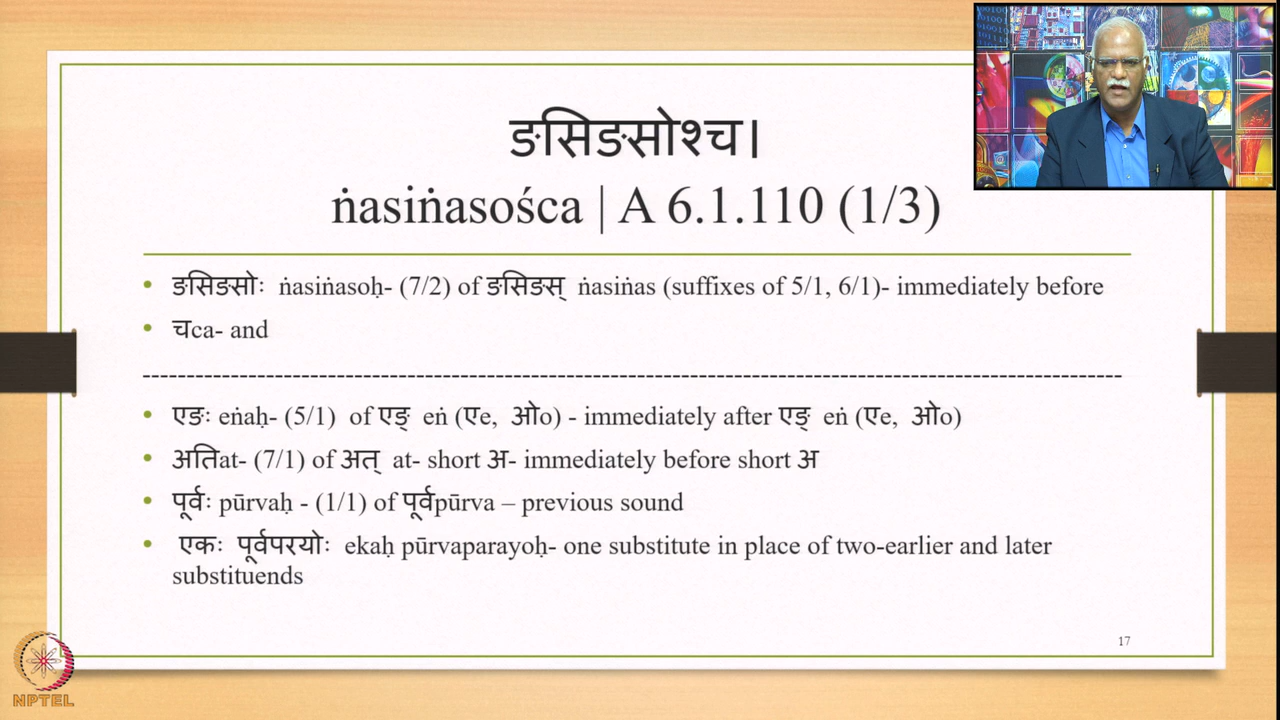 ङसिङसोश्च।
ṅasiṅasośca | A 6.1.110 (1/3)
• ङसिङसोः ṅasiṅasoḥ- (7/2) of ङसिङस् ṅasiṅas (suffixes of 5/1, 6/1)- immediately before
• चca- and
--------------------------------------------------------------------------------
• एङः eṅaḥ- (5/1) of एङ् eṅ (एe, ओo) - immediately after एङ् eṅ (एe, ओo)
• अतिat- (7/1) of अत् at- short अ- immediately before short अ
• पूर्वः pūrvaḥ - (1/1) of पूर्वpūrva – previous sound
• एकः पूर्वपरयोः ekaḥ pūrvaparayoḥ- one substitute in place of two-earlier and later
substituends
17
NPTEL